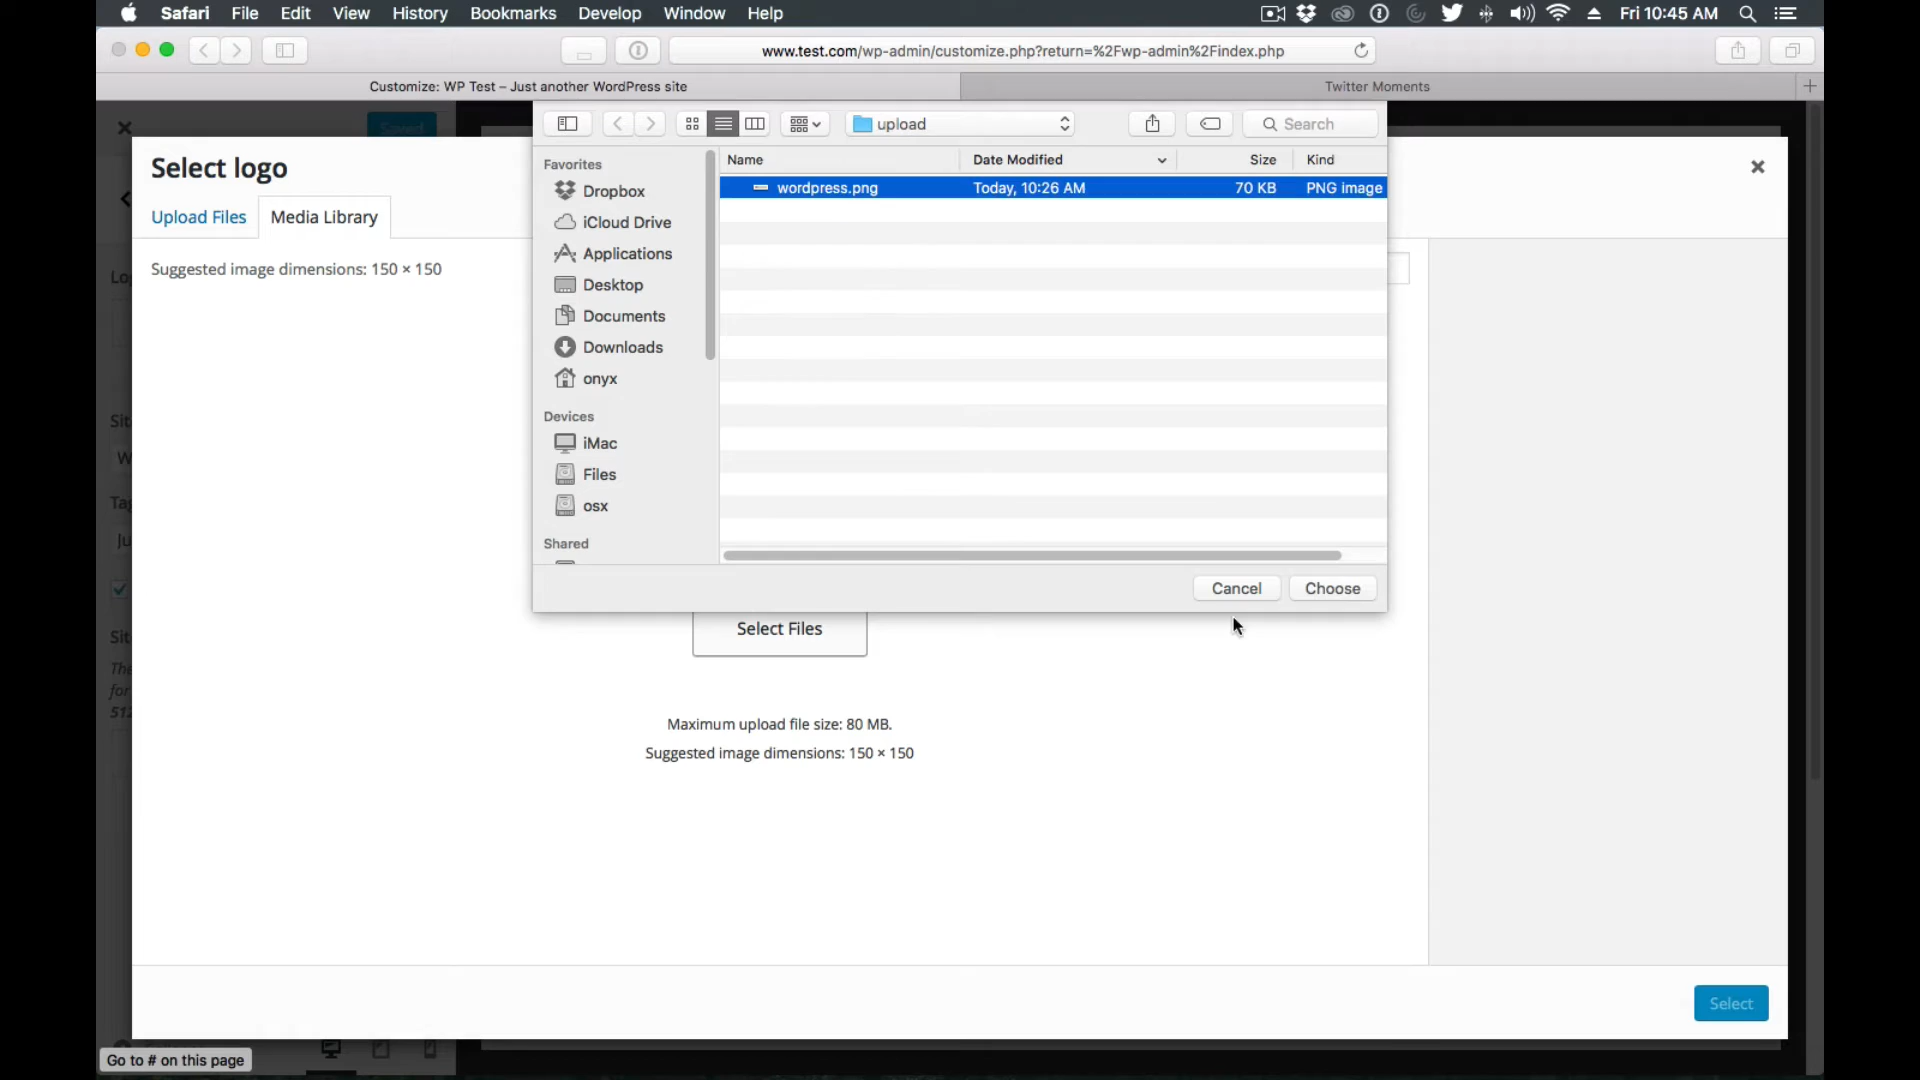 Safari File Edit View History Bookmarks Develop Window Help Fri 10:45 AM
www.test.com/wp-admin/customize.php?return=%2Fwp-admin%2Findex.php
Customize: WP Test – Just another WordPress site Twitter Moments
Saved
upload Search
Select logo
Upload Files Media Library
Suggested image dimensions: 150 × 150
Favorites
Dropbox
iCloud Drive
Applications
Desktop
Documents
Downloads
onyx
Devices
iMac
Files
osx
Shared
Name Date Modified Size Kind
wordpress.png Today, 10:26 AM 70 KB PNG image
Cancel Choose
Select Files
Maximum upload file size: 80 MB.
Suggested image dimensions: 150 × 150
Sit
The
for
512
Select
Go to # on this page